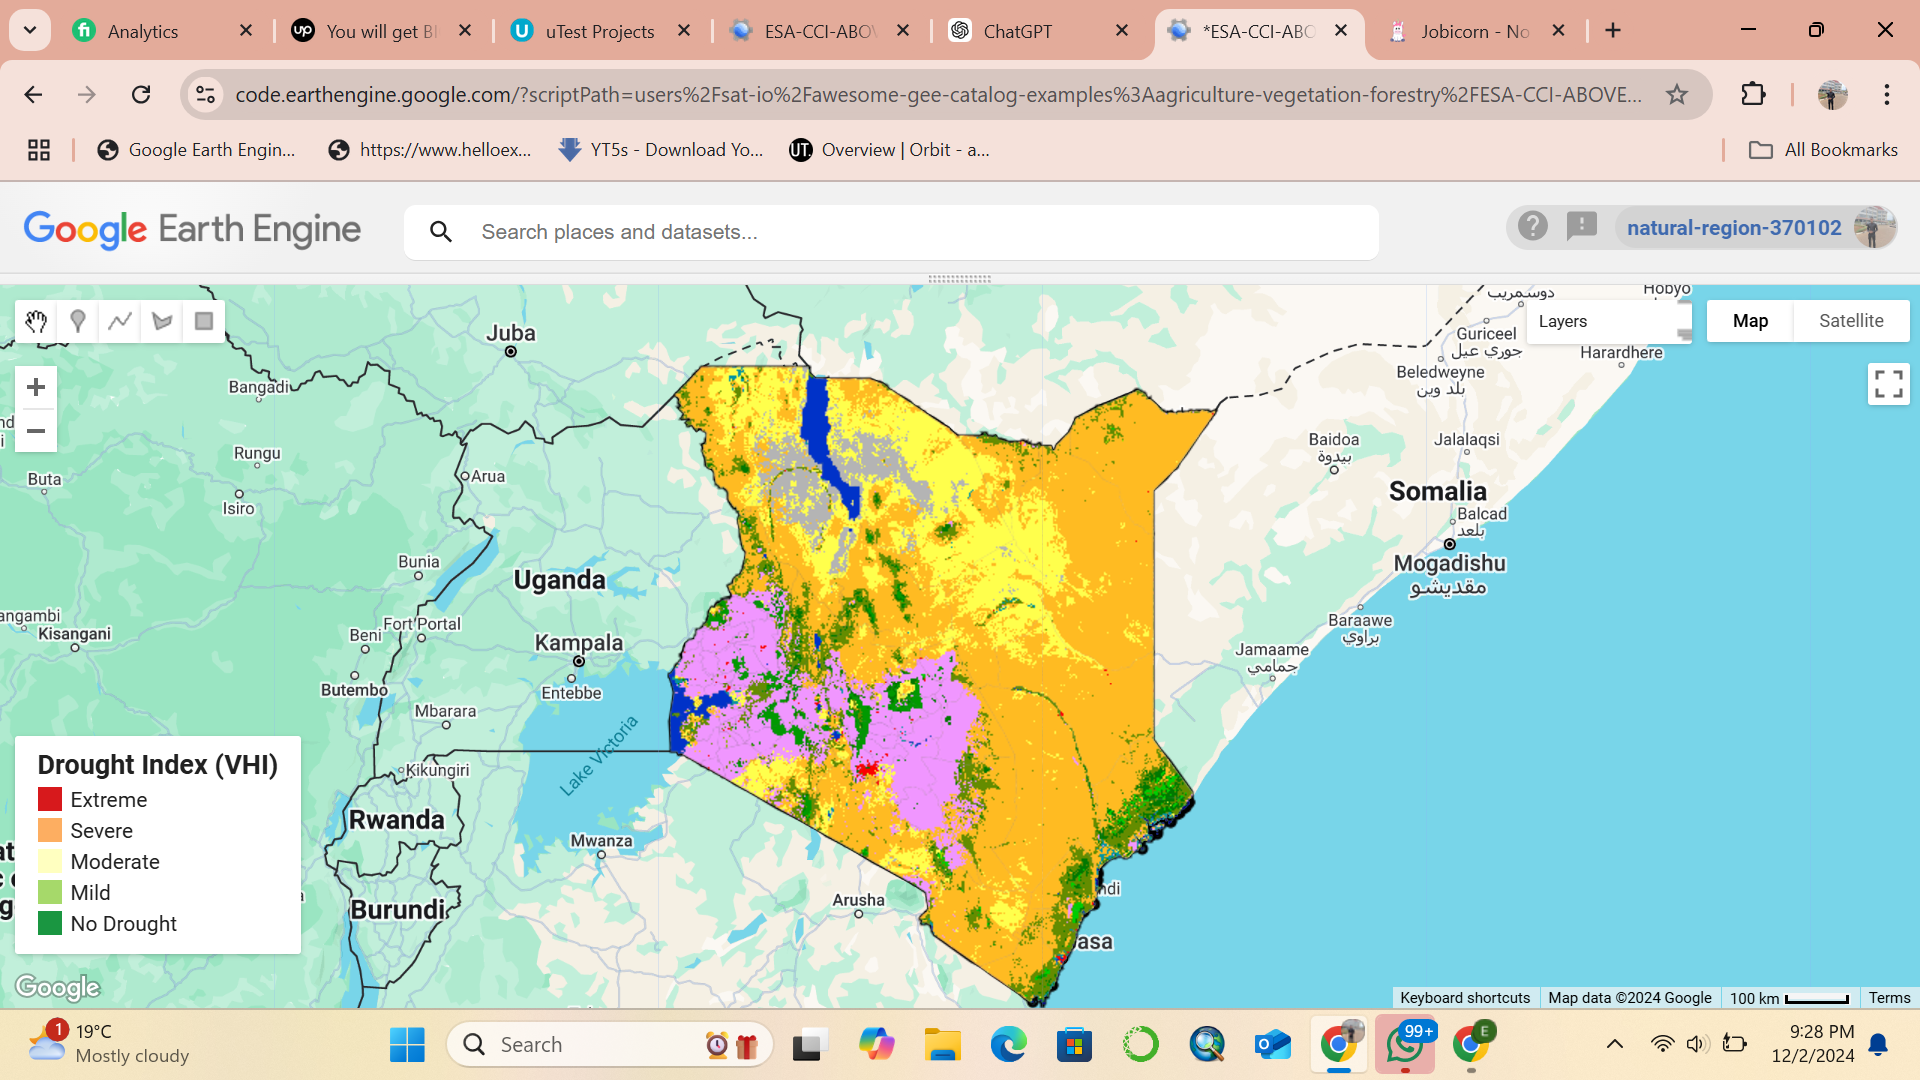 Analytics
You will get Bl
uTest Projects
ESA-CCI-ABOV
ChatGPT
*ESA-CCI-ABO
Jobicorn - No
code.earthengine.google.com/?scriptPath=users%2Fsat-io%2Fawesome-gee-catalog-examples%3Aagriculture-vegetation-forestry%2FESA-CCI-ABOVE...
Google Earth Engin...
https://www.helloex...
YT5s - Download Yo...
UT.
Overview | Orbit - a...
All Bookmarks
Google Earth Engine
Search places and datasets...
natural-region-370102
Layers
Map
Satellite
Hobyo
دوسمريب
Guriceel
جوري عيل
Harardhere
Beledweyne
بلد وين
Juba
Bangadi
Baidoa
بيدوة
Jalalaqsi
Rungu
Buta
Isiro
Arua
Somalia
Balcad
بلعد
Mogadishu
مقديشو
Bunia
Uganda
angambi
Kisangani
Fort Portal
Beni
Kampala
Baraawe
براوي
Jamaame
جمامي
Butembo
Entebbe
Mbarara
Lake Victoria
Kikungiri
Rwanda
Mwanza
Burundi
Arusha
ndi
asa
Drought Index (VHI)
Extreme
Severe
Moderate
Mild
No Drought
Google
Keyboard shortcuts
Map data ©2024 Google
100 km
Terms
1
19°C
Mostly cloudy
Search
99+
E
9:28 PM
12/2/2024